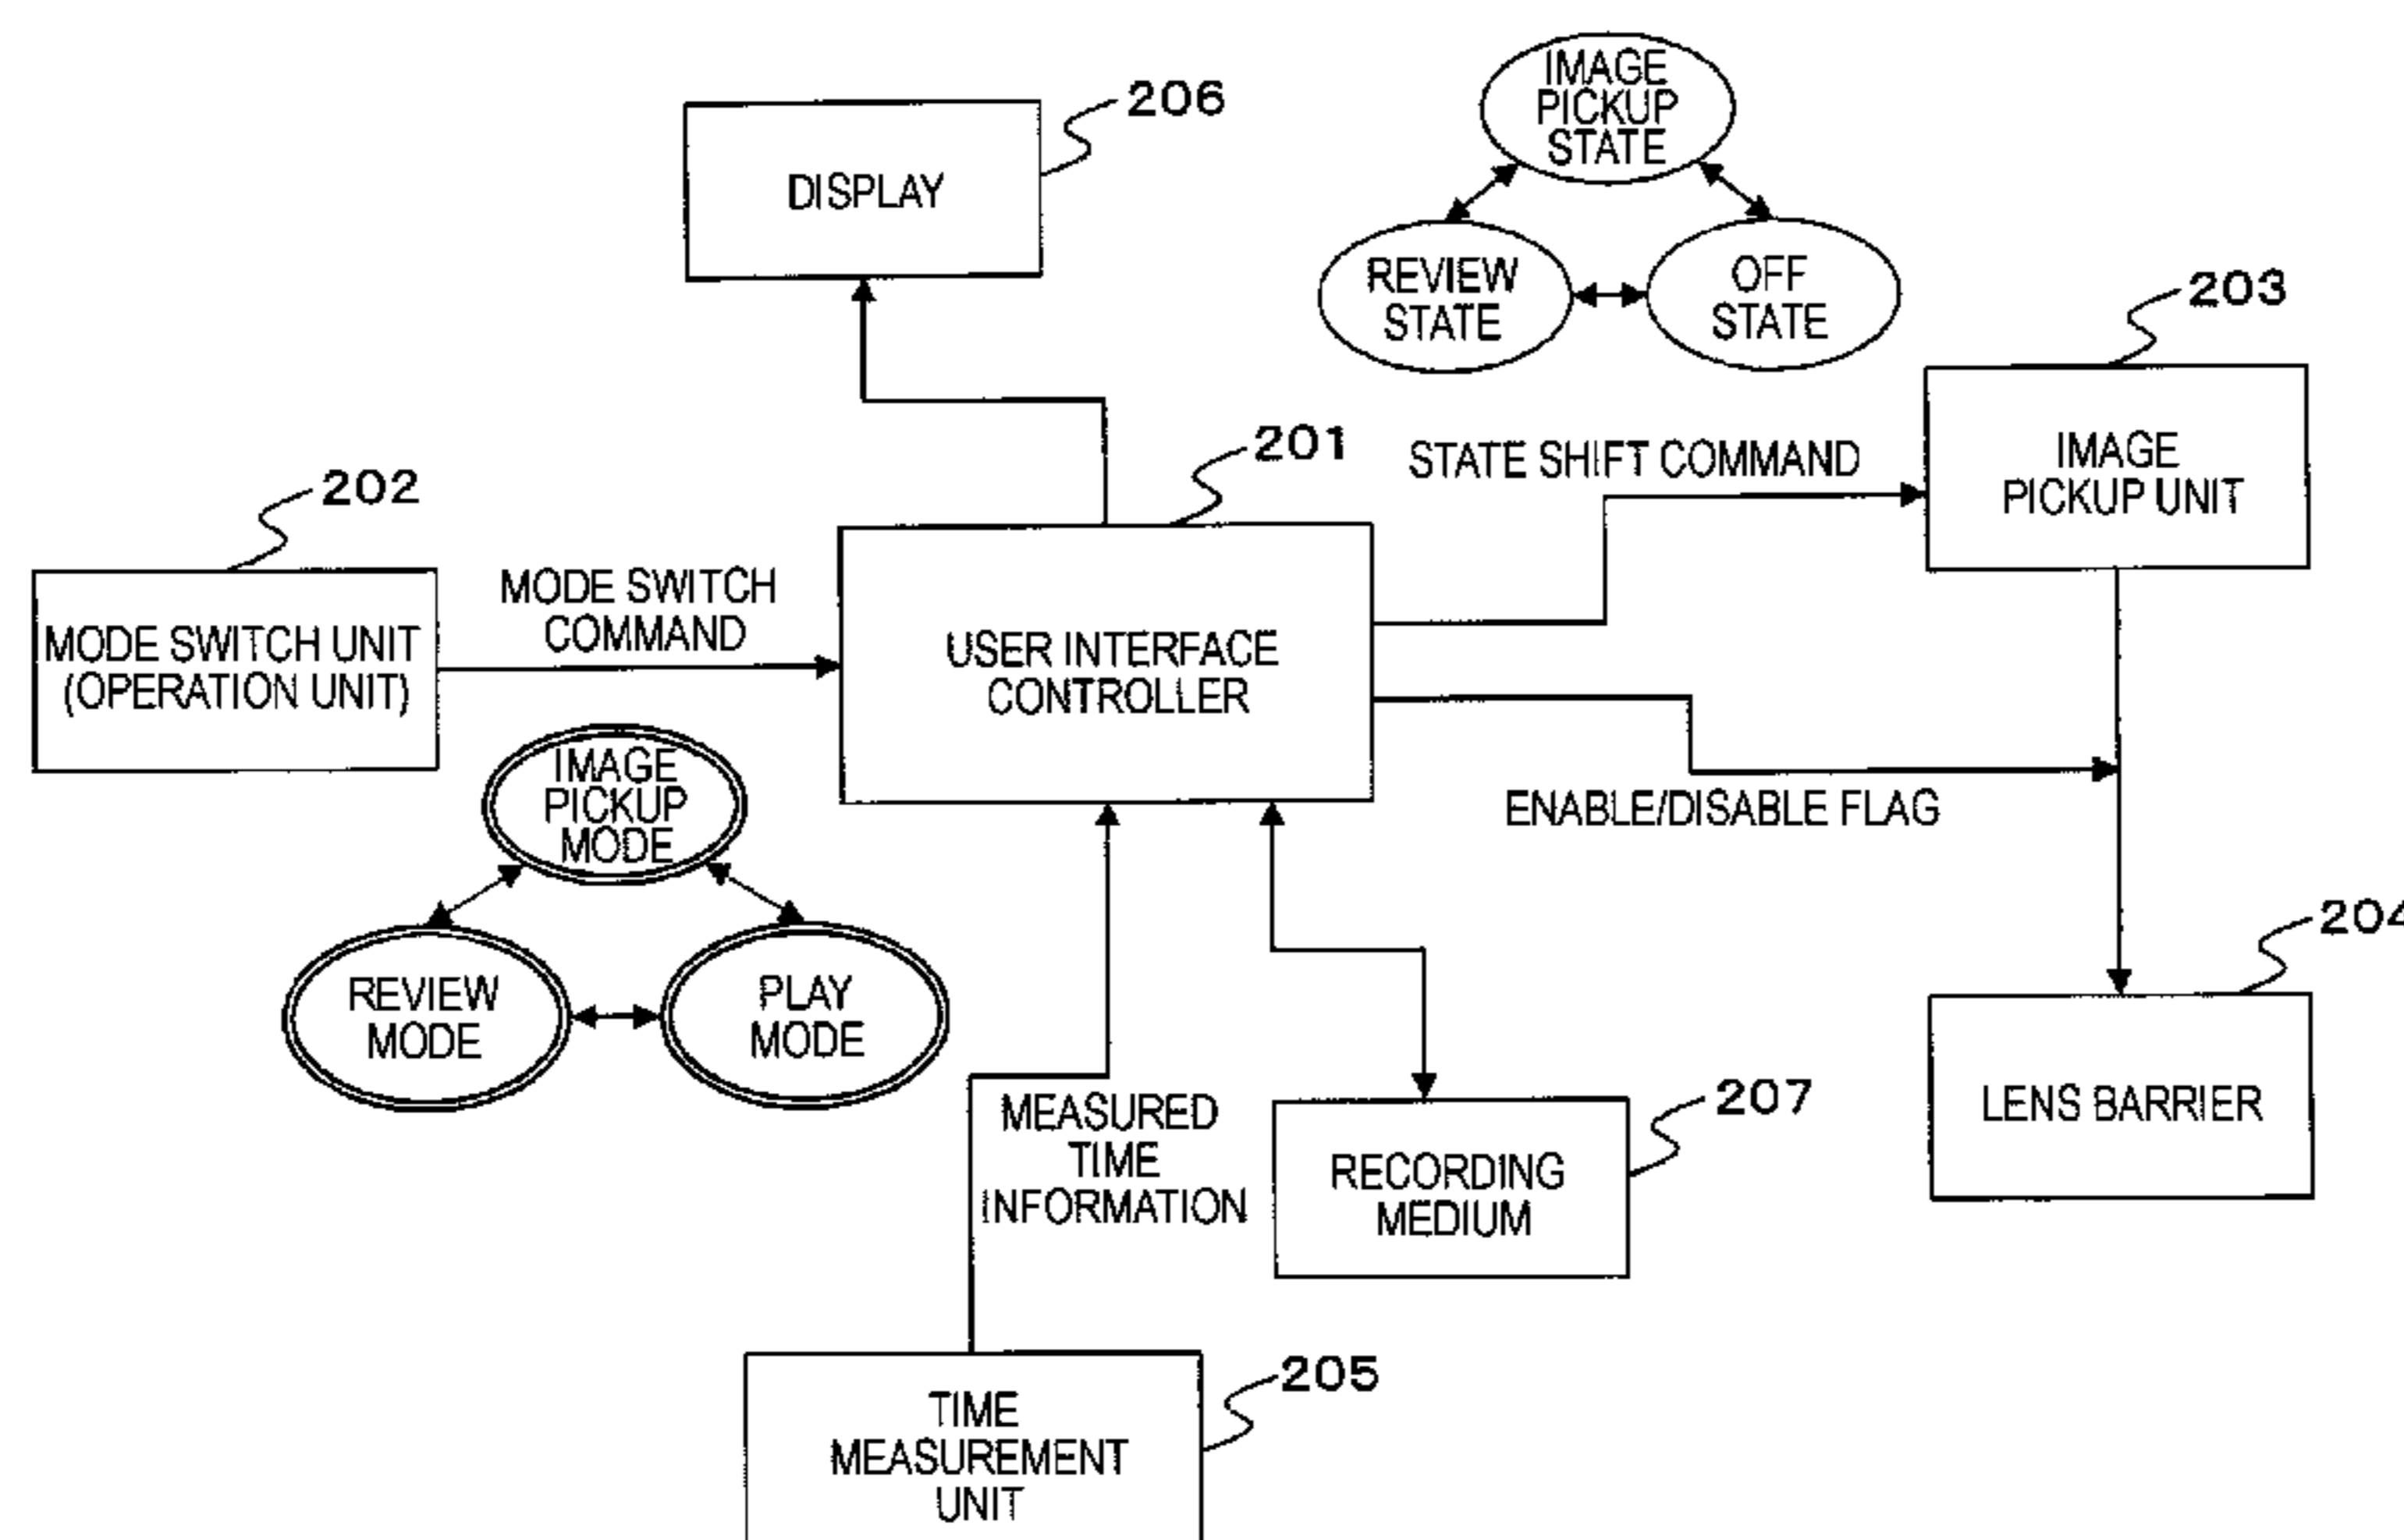 206
DISPLAY
IMAGE
PICKUP
STATE
REVIEW
STATE
OFF
STATE
203
IMAGE
PICKUP UNIT
201
STATE SHIFT COMMAND
202
MODE SWITCH UNIT
(OPERATION UNIT)
MODE SWITCH
COMMAND
USER INTERFACE
CONTROLLER
ENABLE/DISABLE FLAG
IMAGE
PICKUP
MODE
REVIEW
MODE
PLAY
MODE
204
LENS BARRIER
MEASURED
TIME
INFORMATION
207
RECORDING
MEDIUM
205
TIME
MEASUREMENT
UNIT